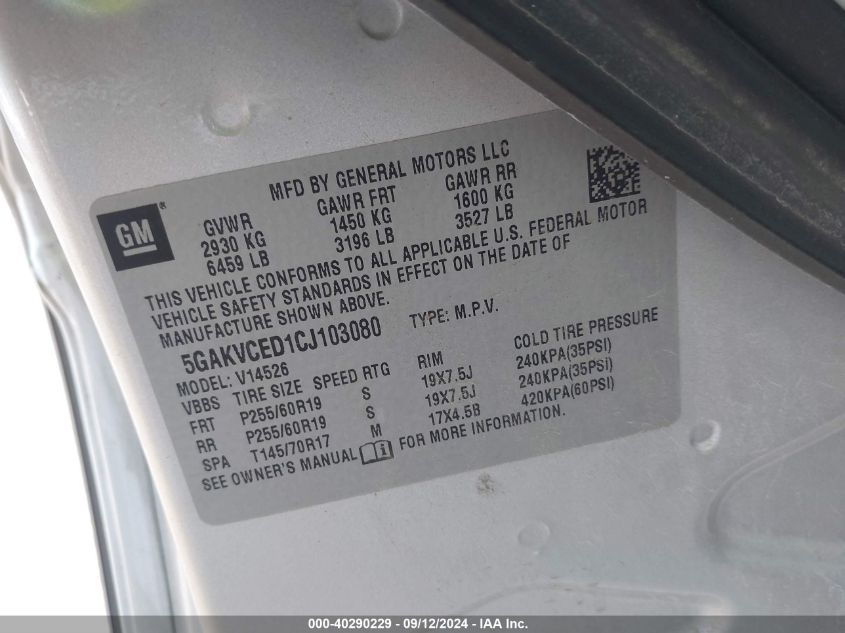 MFD BY GENERAL MOTORS LLC
GM®
GVWR GAWR FRT GAWR RR
2930 KG 1450 KG 1600 KG
6459 LB 3196 LB 3527 LB
THIS VEHICLE CONFORMS TO ALL APPLICABLE U.S. FEDERAL MOTOR
VEHICLE SAFETY STANDARDS IN EFFECT ON THE DATE OF
MANUFACTURE SHOWN ABOVE.
5GAKVCED1CJ103080 TYPE: M.P.V.
MODEL: V14526
VBBS TIRE SIZE SPEED RTG RIM COLD TIRE PRESSURE
FRT P255/60R19 S 19X7.5J 240KPA(35PSI)
RR P255/60R19 S 19X7.5J 240KPA(35PSI)
SPA T145/70R17 M 17X4.5B 420KPA(60PSI)
SEE OWNER'S MANUAL FOR MORE INFORMATION.
000-40290229 - 09/12/2024 - IAA Inc.